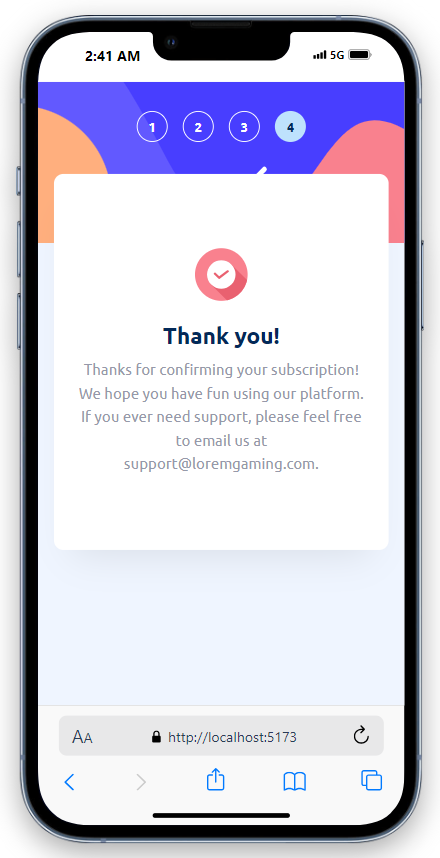 2:41 AM 5G
1 2 3 4
Thank you!
Thanks for confirming your subscription!
We hope you have fun using our platform.
If you ever need support, please feel free
to email us at
support@loremgaming.com.
AA http://localhost:5173